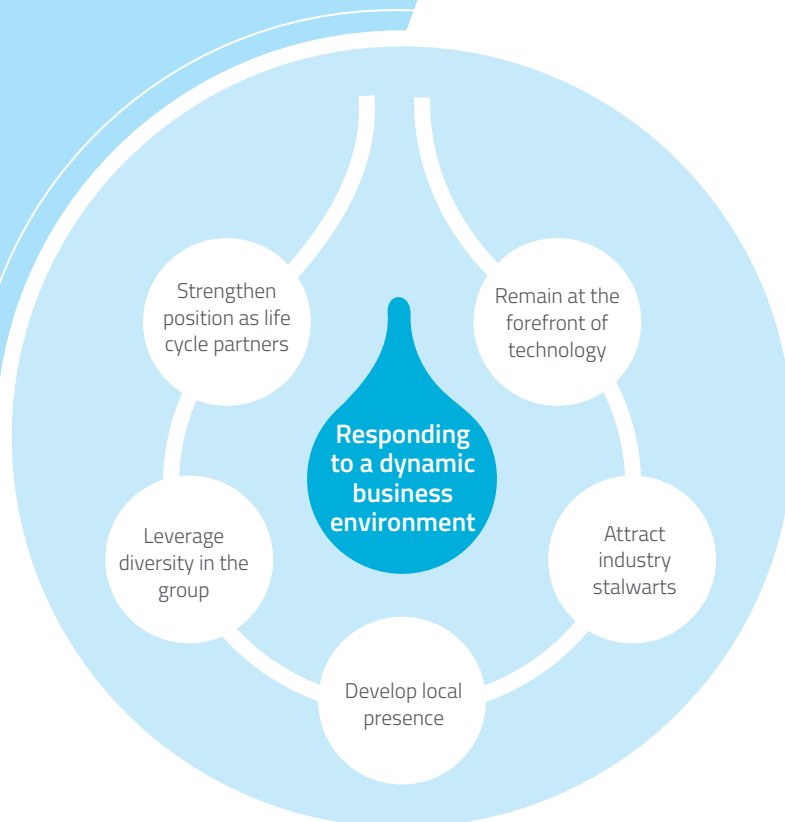 Strengthen
position as life
cycle partners
Remain at the
forefront of
technology
Responding
to a dynamic
business
environment
Leverage
diversity in the
group
Attract
industry
stalwarts
Develop local
presence